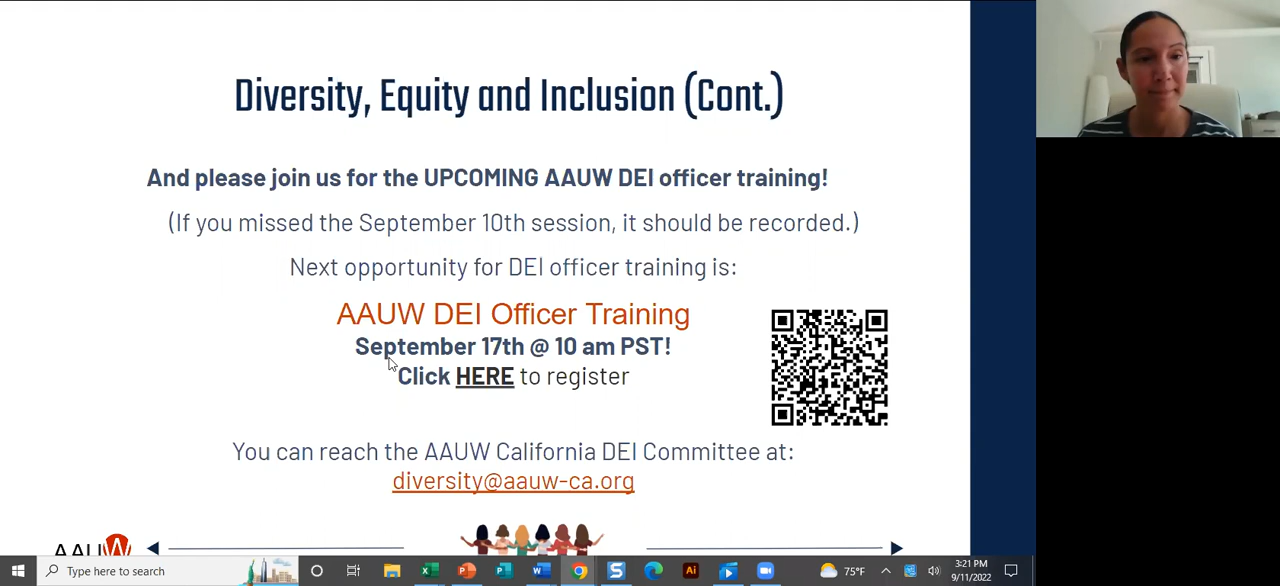 Diversity, Equity and Inclusion (Cont.)
And please join us for the UPCOMING AAUW DEI officer training!
(If you missed the September 10th session, it should be recorded.)
Next opportunity for DEI officer training is:
AAUW DEI Officer Training
September 17th @ 10 am PST!
Click HERE to register
You can reach the AAUW California DEI Committee at:
diversity@aauw-ca.org
AAUW
Type here to search
Ai
75°F
3:21 PM
9/11/2022